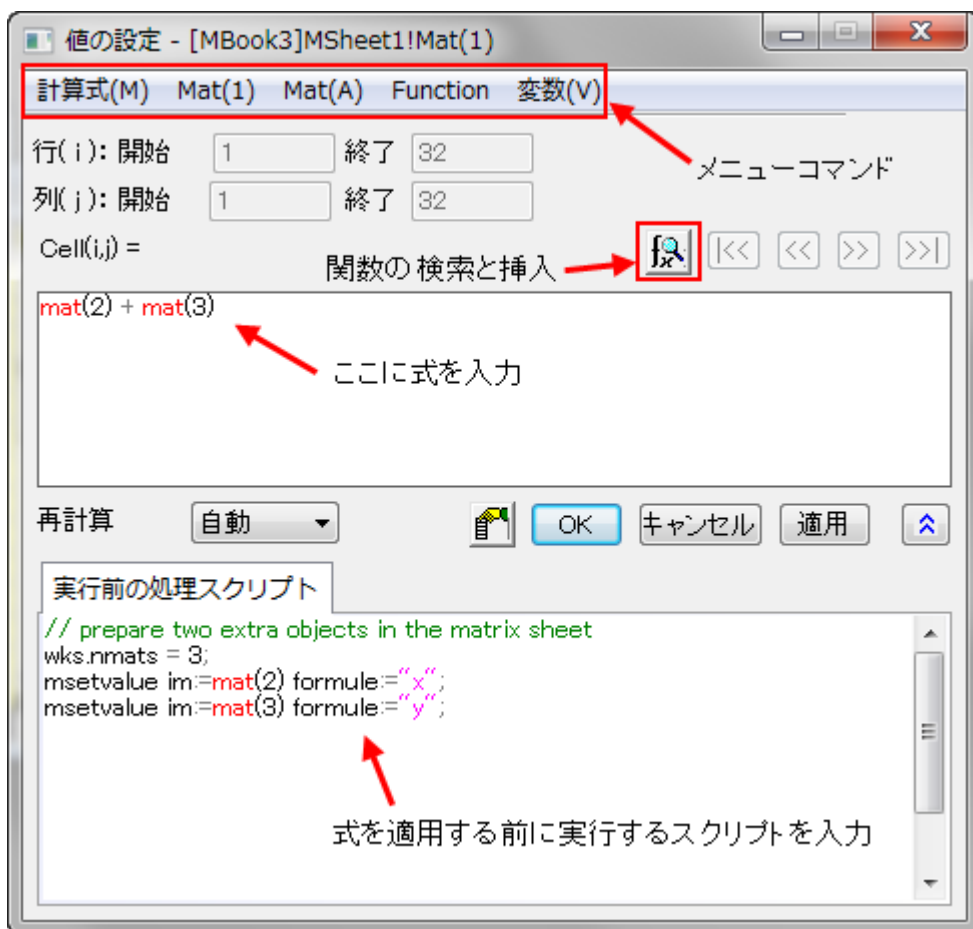 値の設定 - [MBook3]MSheet1!Mat(1)
計算式(M) Mat(1) Mat(A) Function 変数(V)
メニューコマンド
行(i): 開始 1 終了 32
列(j): 開始 1 終了 32
Cell(i,j) =
関数の検索と挿入
|<< << >> >>|
mat(2) + mat(3)
ここに式を入力
再計算 自動 OK キャンセル 適用
実行前の処理スクリプト
// prepare two extra objects in the matrix sheet
wks.nmats = 3;
msetvalue im:=mat(2) formule:="x";
msetvalue im:=mat(3) formule:="y";
式を適用する前に実行するスクリプトを入力